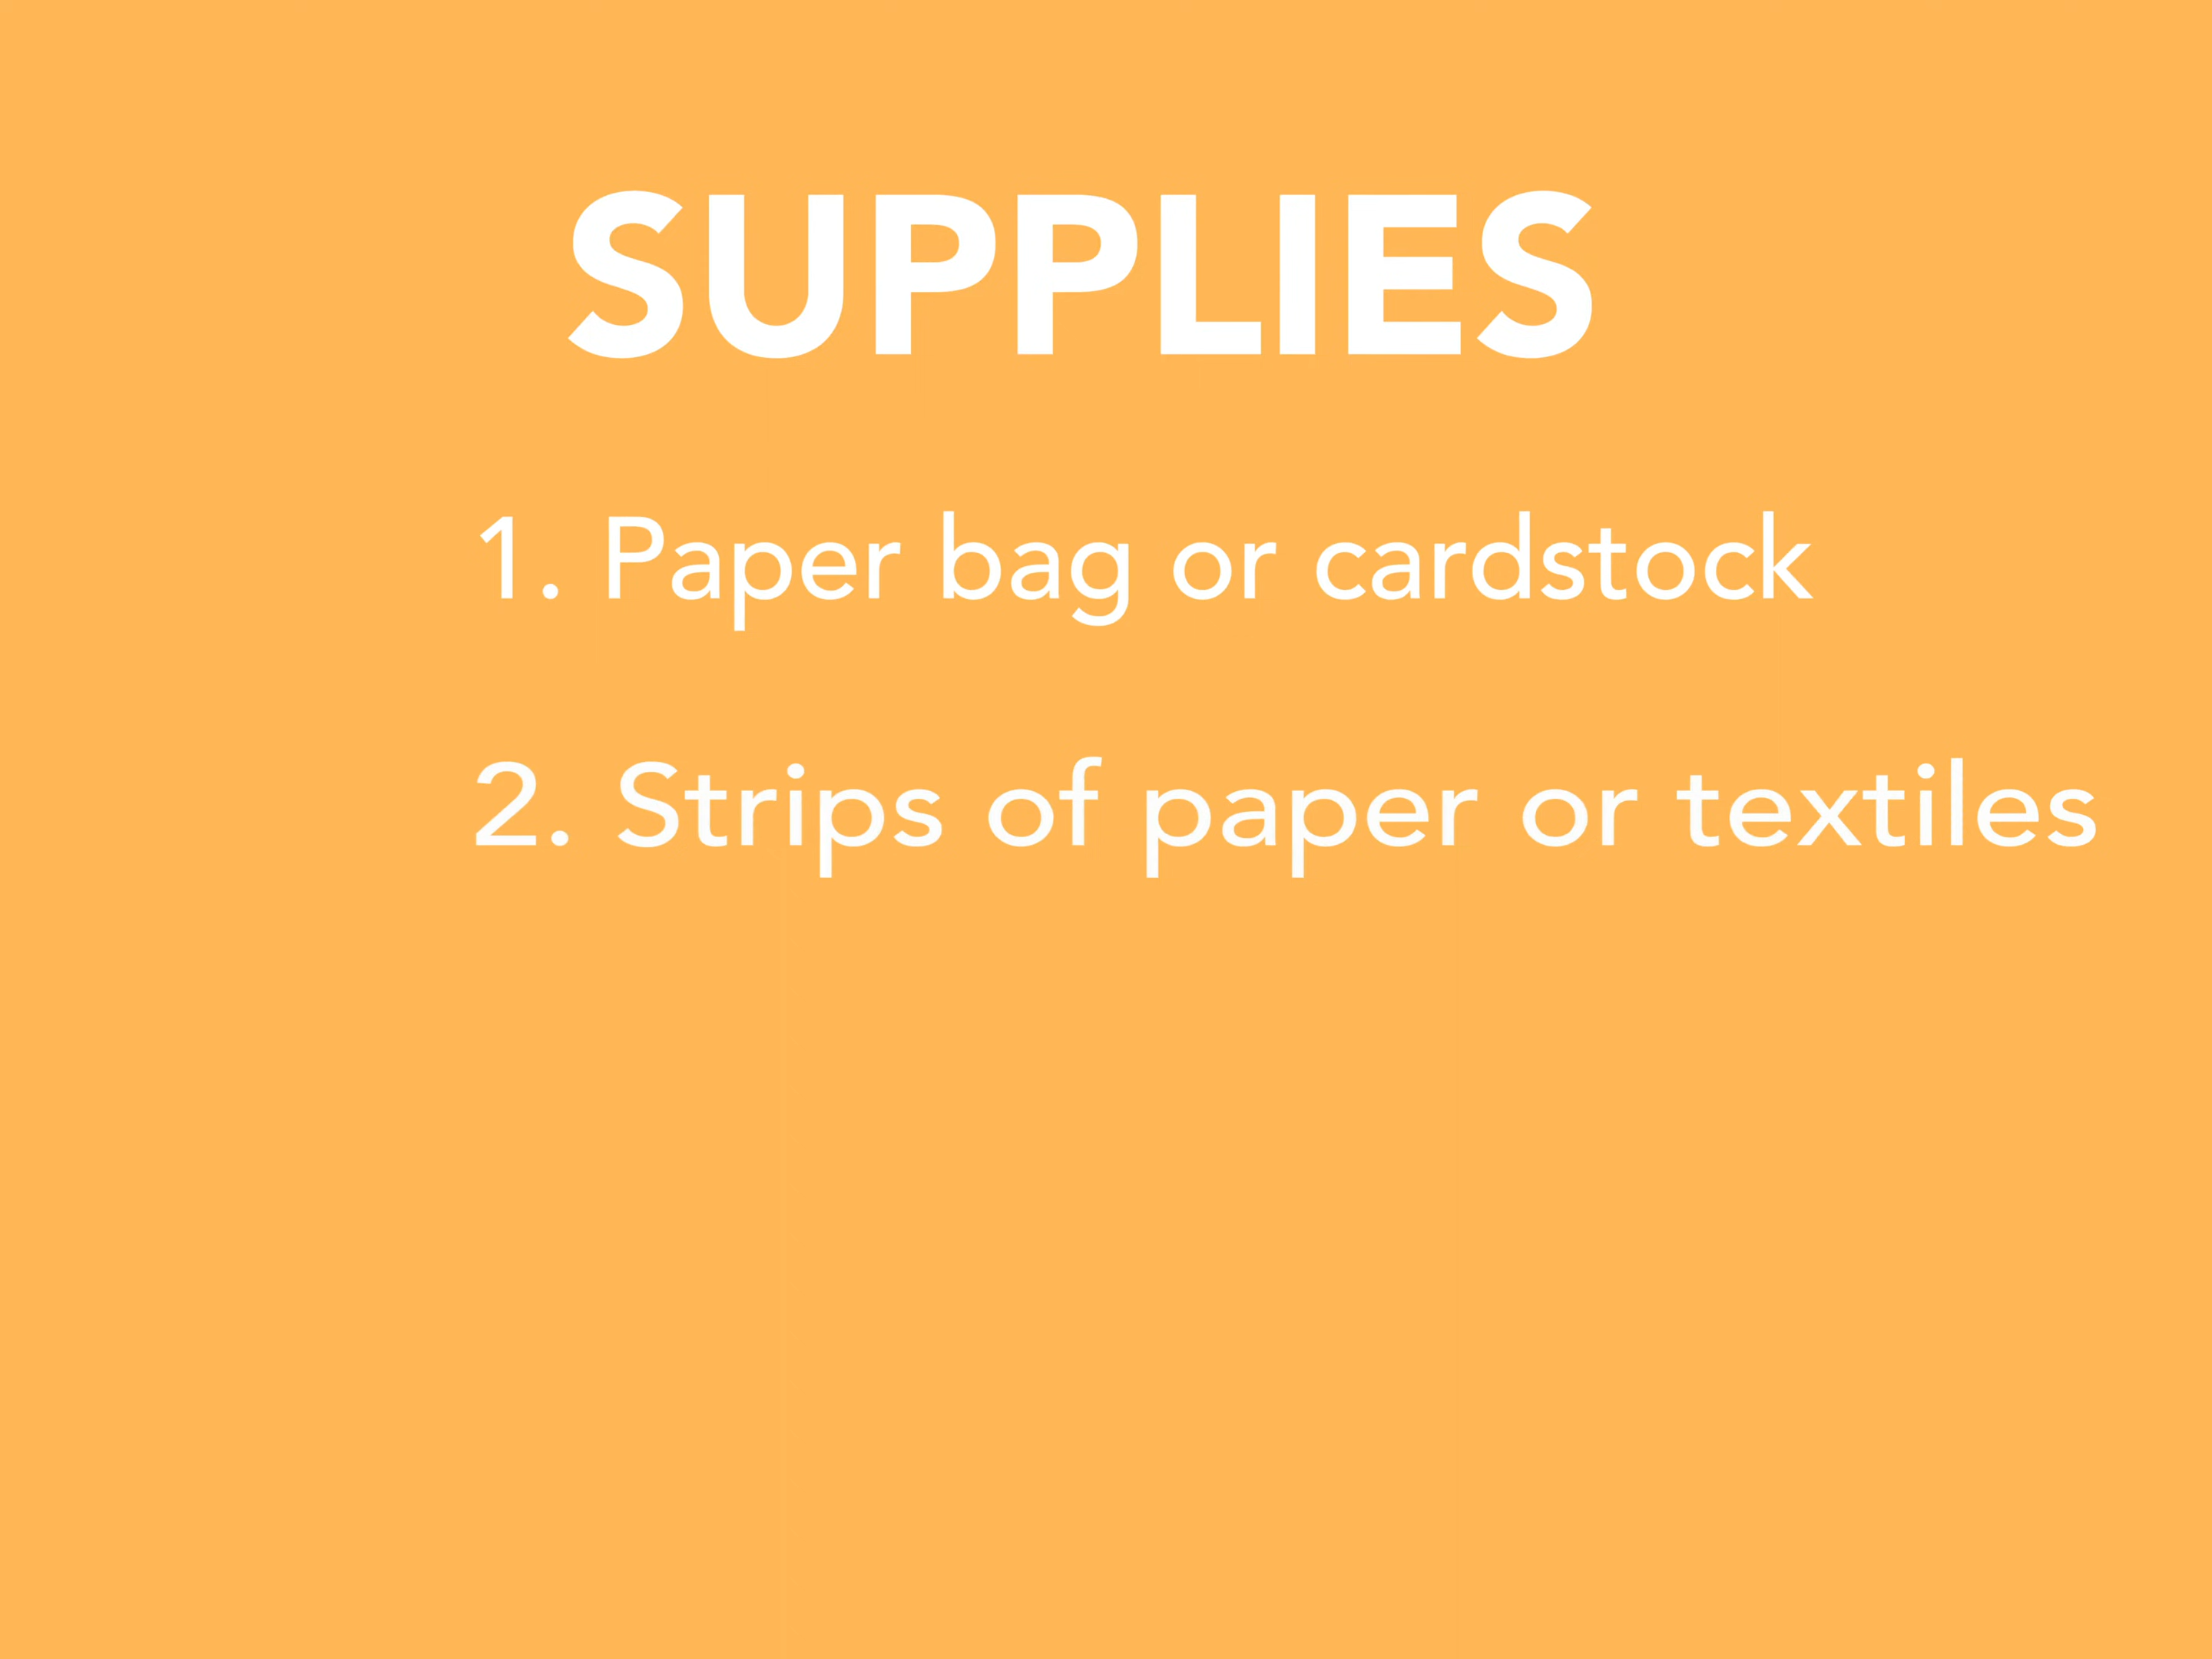 SUPPLIES
1. Paper bag or cardstock
2. Strips of paper or textiles